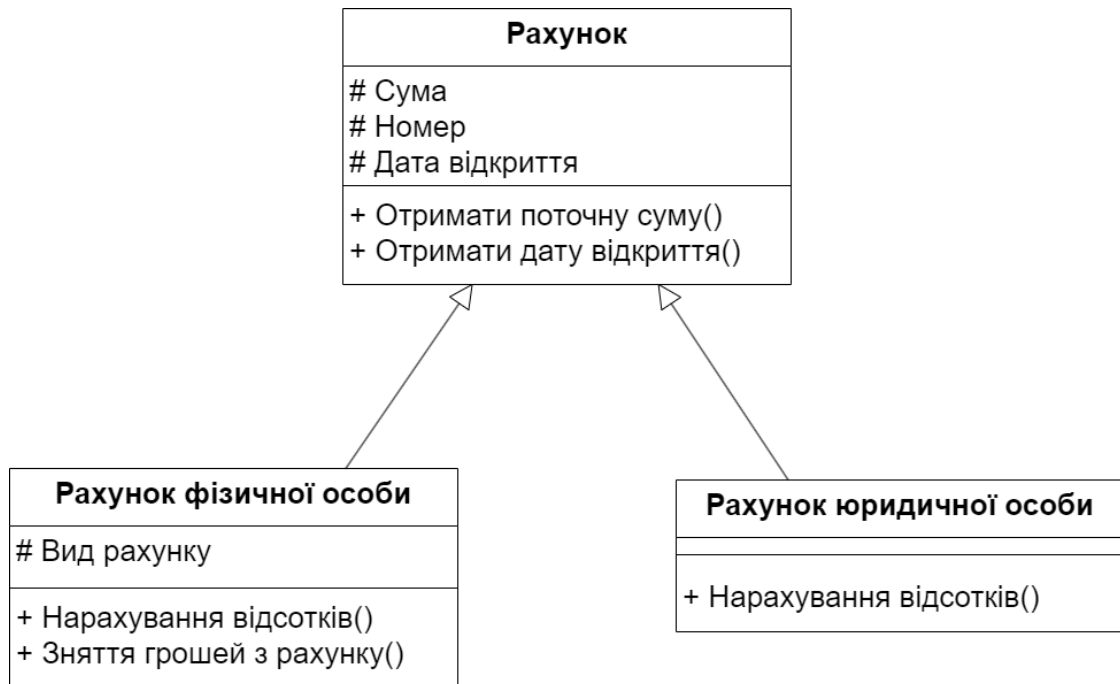 Рахунок
# Сума
# Номер
# Дата відкриття
+ Отримати поточну суму()
+ Отримати дату відкриття()
Рахунок фізичної особи
# Вид рахунку
+ Нарахування відсотків()
+ Зняття грошей з рахунку()
Рахунок юридичної особи
+ Нарахування відсотків()